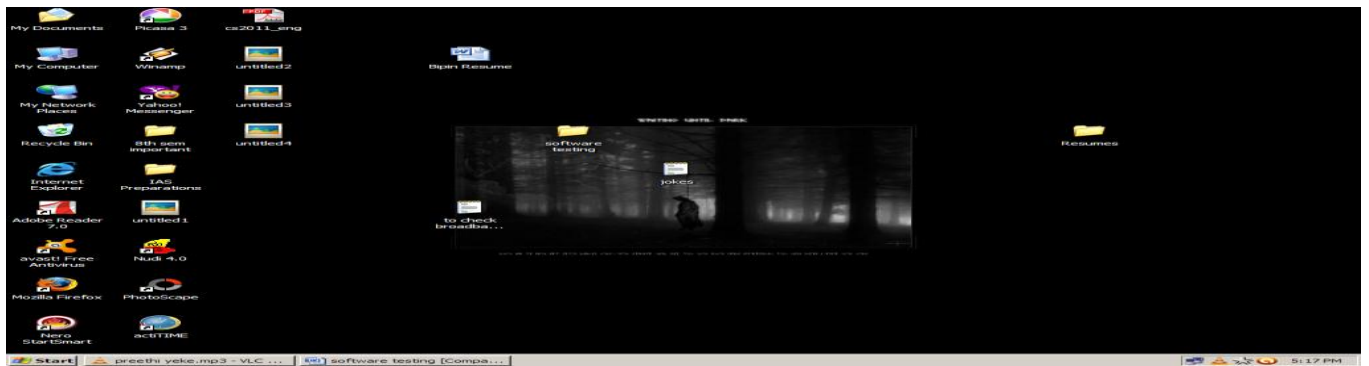 My Documents
Picasa 3
cs2011_eng
My Computer
Winamp
untitled2
Bipin Resume
My Network
Places
Yahoo!
Messenger
untitled3
Recycle Bin
8th sem
important
untitled4
software
testing
Resumes
Internet
Explorer
IAS
Preparations
jokes
Adobe Reader
7.0
untitled1
to check
broadba...
avast! Free
Antivirus
Nudi 4.0
Mozilla Firefox
PhotoScape
Nero
StartSmart
actiTIME
Start
preethi yeke.mp3 - VLC ...
software testing [Compa...
5:17 PM